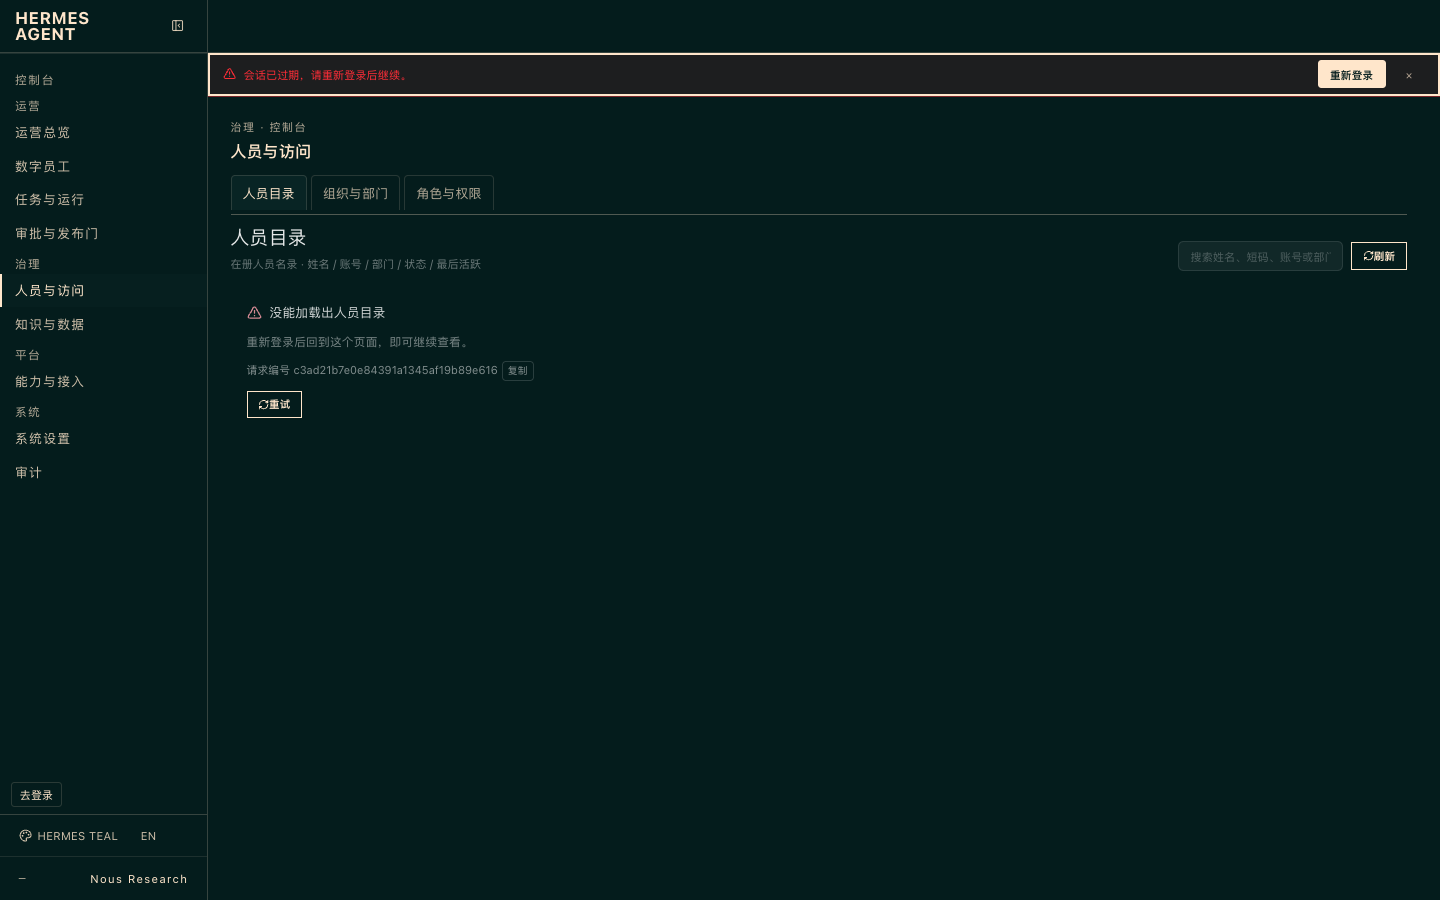 HERMES
AGENT
控制台
运营
运营总览
数字员工
任务与运行
审批与发布门
治理
人员与访问
知识与数据
平台
能力与接入
系统
系统设置
审计
去登录
HERMES TEAL
EN
–
Nous Research
会话已过期，请重新登录后继续。
重新登录
×
治理 · 控制台
人员与访问
人员目录
组织与部门
角色与权限
人员目录
在册人员名录 · 姓名 / 账号 / 部门 / 状态 / 最后活跃
搜索姓名、短码、账号或部门
刷新
没能加载出人员目录
重新登录后回到这个页面，即可继续查看。
请求编号 c3ad21b7e0e84391a1345af19b89e616
复制
重试